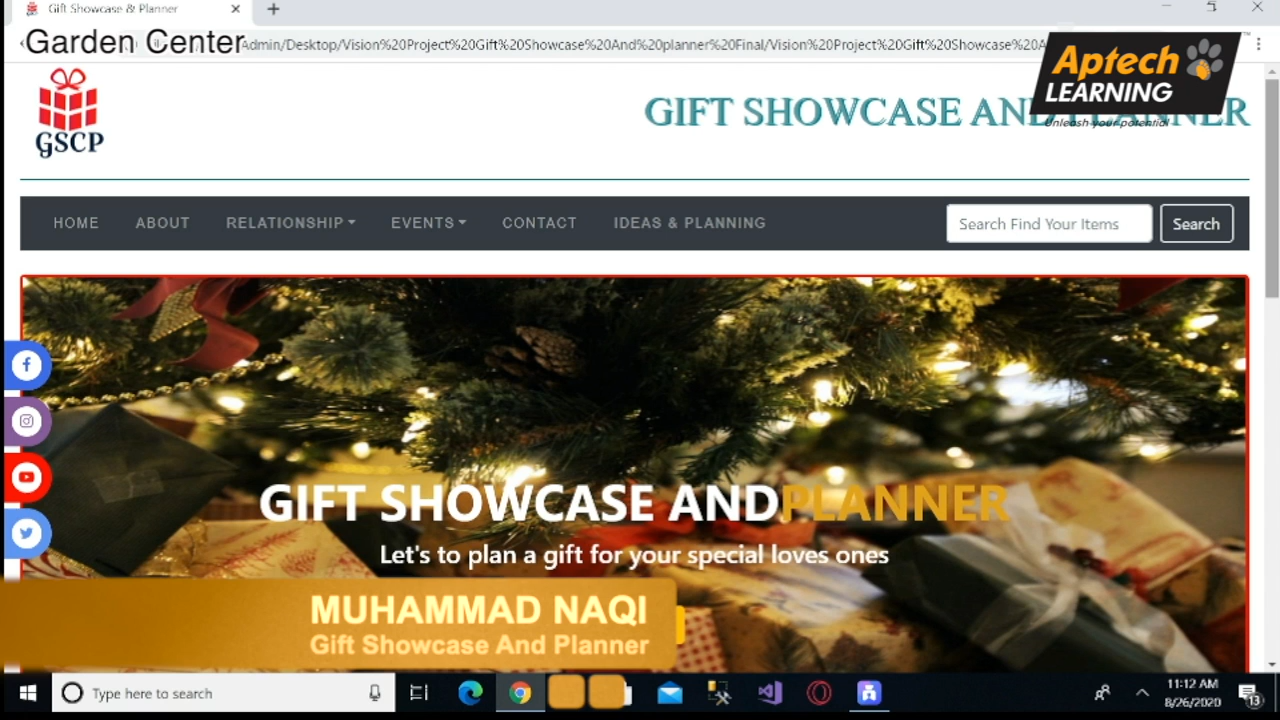 Gift Showcase & Planner
Garden Center
Admin/Desktop/Vision%20Project%20Gift%20Showcase%20And%20planner%20Final/Vision%20Project%20Gift%20Showcase%20A
Aptech
LEARNING
Unleash your potential
GSCP
GIFT SHOWCASE AND PLANNER
HOME ABOUT RELATIONSHIP EVENTS CONTACT IDEAS & PLANNING Search Find Your Items Search
GIFT SHOWCASE ANDPLANNER
Let's to plan a gift for your special loves ones
MUHAMMAD NAQI
Gift Showcase And Planner
Type here to search
11:12 AM
8/26/2020
13